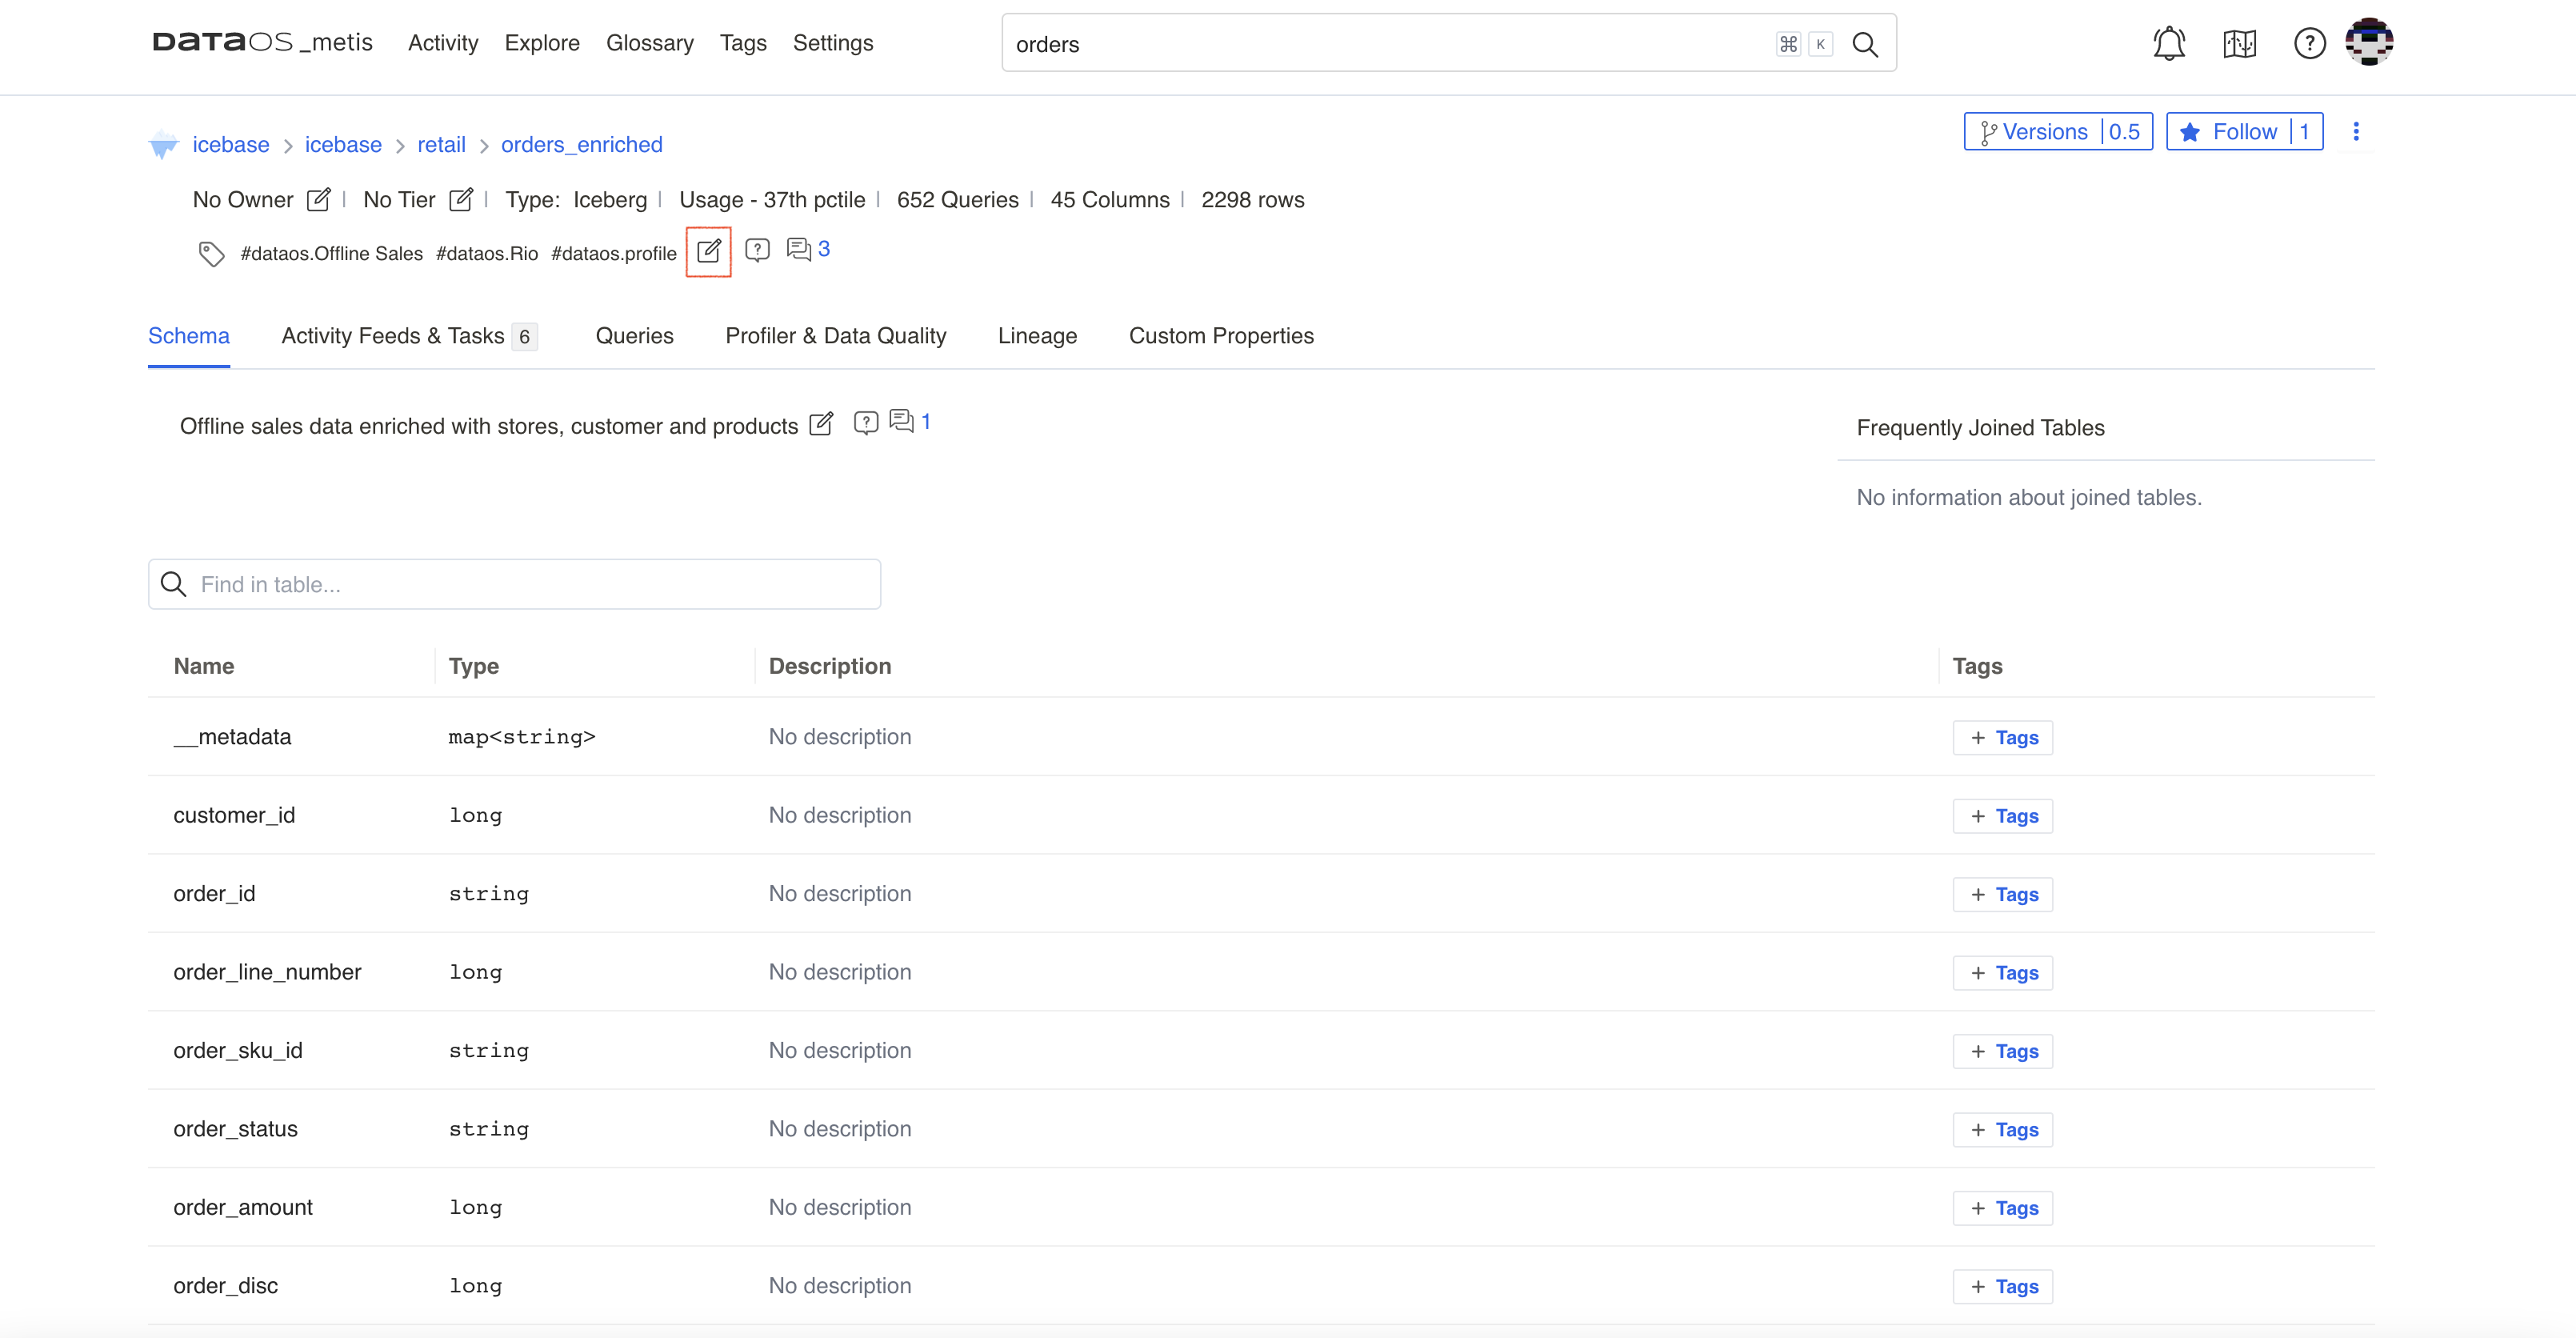 DATAOS _metis Activity Explore Glossary Tags Settings orders ⌘ K
icebase > icebase > retail > orders_enriched Versions | 0.5 Follow | 1
No Owner | No Tier | Type: Iceberg | Usage - 37th pctile | 652 Queries | 45 Columns | 2298 rows
#dataos.Offline Sales #dataos.Rio #dataos.profile 3
Schema Activity Feeds & Tasks 6 Queries Profiler & Data Quality Lineage Custom Properties
Offline sales data enriched with stores, customer and products 1
Frequently Joined Tables
No information about joined tables.
Find in table...
Name Type Description Tags
__metadata map<string> No description + Tags
customer_id long No description + Tags
order_id string No description + Tags
order_line_number long No description + Tags
order_sku_id string No description + Tags
order_status string No description + Tags
order_amount long No description + Tags
order_disc long No description + Tags